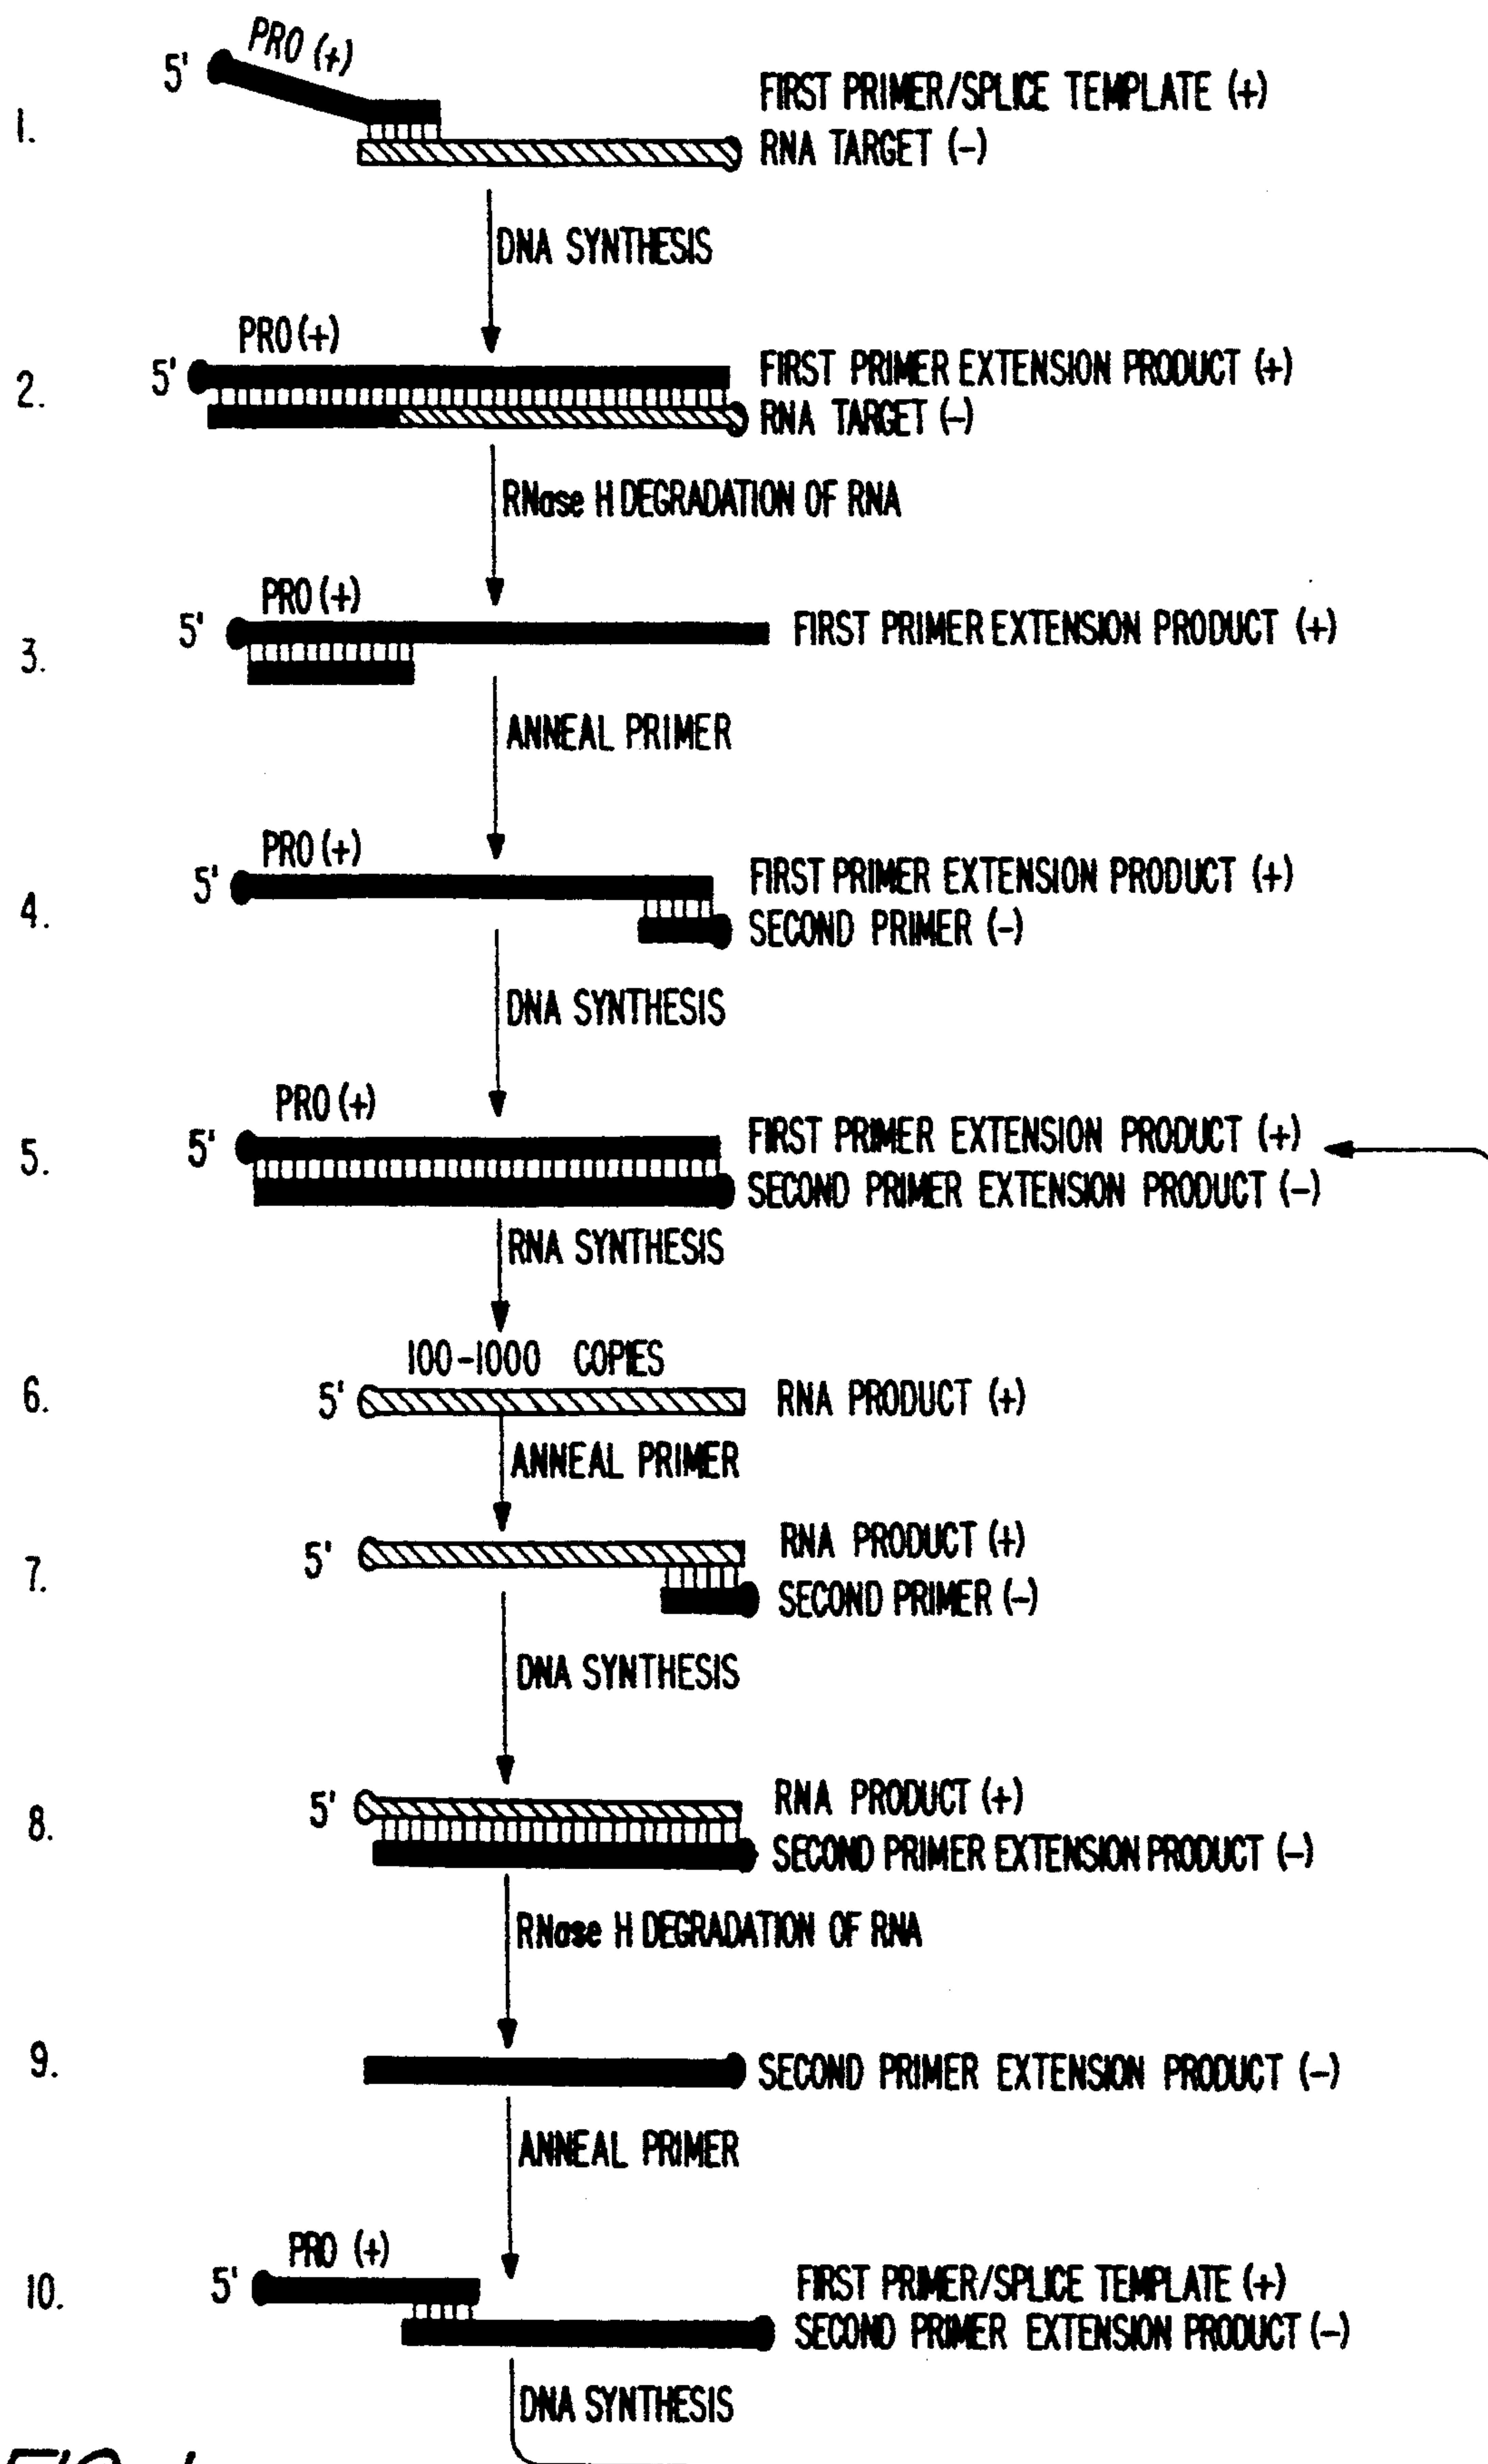 PRO (+)
5'
1.
FIRST PRIMER/SPLICE TEMPLATE (+)
RNA TARGET (-)
DNA SYNTHESIS
PRO (+)
2.
5'
FIRST PRIMER EXTENSION PRODUCT (+)
RNA TARGET (-)
RNase H DEGRADATION OF RNA
PRO (+)
3.
5'
FIRST PRIMER EXTENSION PRODUCT (+)
ANNEAL PRIMER
PRO (+)
4.
5'
FIRST PRIMER EXTENSION PRODUCT (+)
SECOND PRIMER (-)
DNA SYNTHESIS
PRO (+)
5.
5'
FIRST PRIMER EXTENSION PRODUCT (+)
SECOND PRIMER EXTENSION PRODUCT (-)
RNA SYNTHESIS
100-1000 COPIES
6.
5'
RNA PRODUCT (+)
ANNEAL PRIMER
7.
5'
RNA PRODUCT (+)
SECOND PRIMER (-)
DNA SYNTHESIS
8.
5'
RNA PRODUCT (+)
SECOND PRIMER EXTENSION PRODUCT (-)
RNase H DEGRADATION OF RNA
9.
SECOND PRIMER EXTENSION PRODUCT (-)
ANNEAL PRIMER
PRO (+)
10.
5'
FIRST PRIMER/SPLICE TEMPLATE (+)
SECOND PRIMER EXTENSION PRODUCT (-)
DNA SYNTHESIS